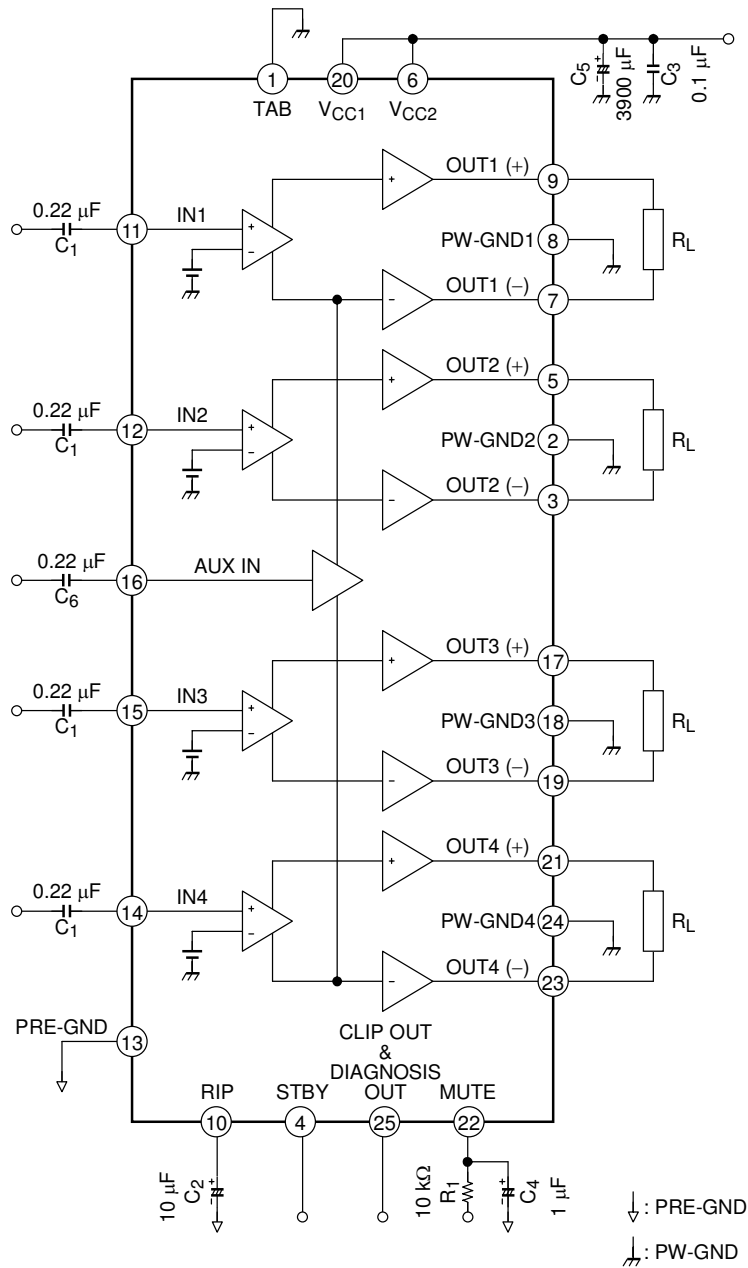 C5
3900 µF
C3
0.1 µF
1
20
6
TAB
VCC1
VCC2
OUT1 (+)
9
0.22 µF
C1
11
IN1
+
−
+
PW-GND1
8
RL
−
OUT1 (−)
7
OUT2 (+)
5
0.22 µF
C1
12
IN2
+
−
+
PW-GND2
2
RL
−
OUT2 (−)
3
0.22 µF
C6
16
AUX IN
OUT3 (+)
17
0.22 µF
C1
15
IN3
+
−
+
PW-GND3
18
RL
−
OUT3 (−)
19
OUT4 (+)
21
0.22 µF
C1
14
IN4
+
−
+
PW-GND4
24
RL
−
OUT4 (−)
23
PRE-GND
13
CLIP OUT
&
DIAGNOSIS
RIP
STBY
OUT
MUTE
10
4
25
22
10 µF
C2
10 kΩ
R1
C4
1 µF
: PRE-GND
: PW-GND